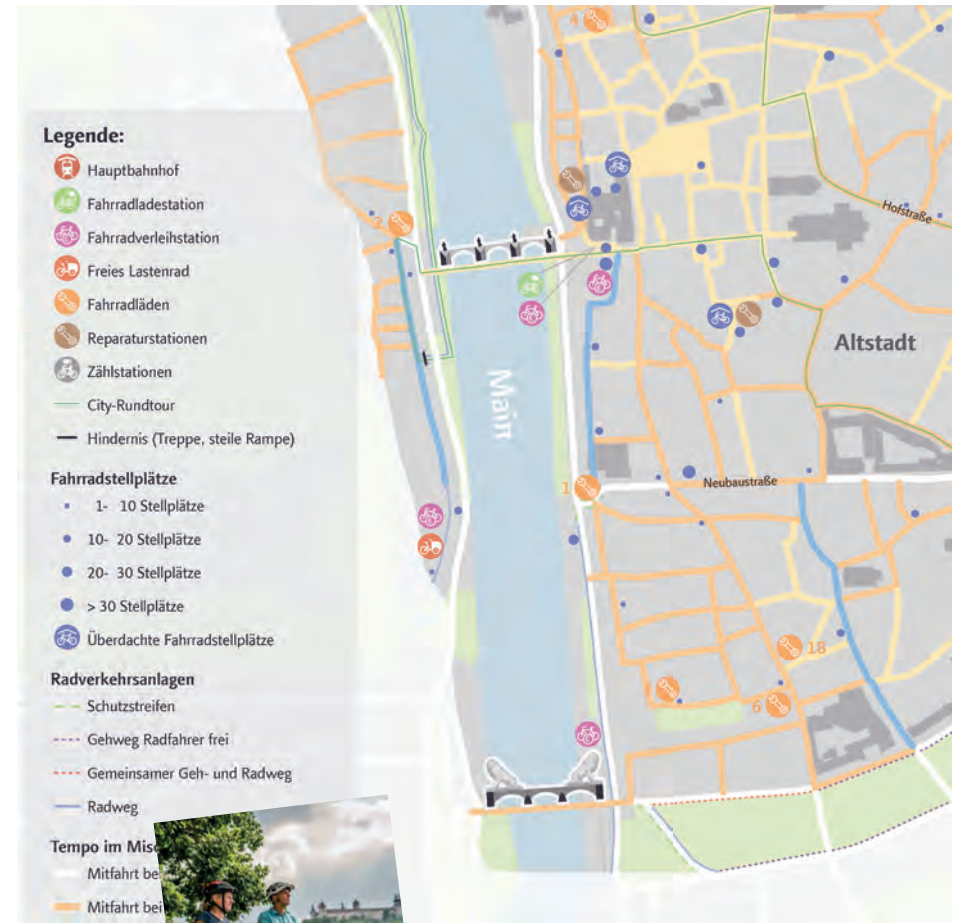 Legende:
Hauptbahnhof
Fahrradladestation
Fahrradverleihstation
Freies Lastenrad
Fahrradläden
Reparaturstationen
Zählstationen
City-Rundtour
Hindernis (Treppe, steile Rampe)
Fahrradstellplätze
1- 10 Stellplätze
10- 20 Stellplätze
20- 30 Stellplätze
> 30 Stellplätze
Überdachte Fahrradstellplätze
Radverkehrsanlagen
Schutzstreifen
Gehweg Radfahrer frei
Gemeinsamer Geh- und Radweg
Radweg
Tempo im
Mitfahrt
Mitfahrt bei
4
2
Hofstraße
Altstadt
Main
1
Neubaustraße
18
6